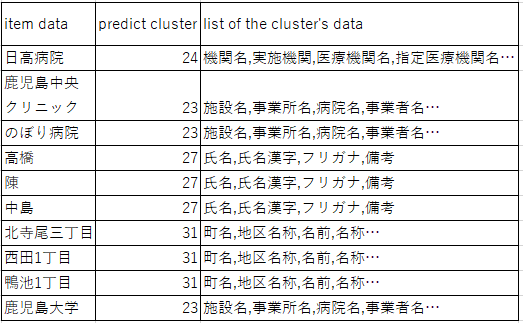 item data predict cluster list of the cluster's data
日高病院 24 機関名,実施機関,医療機関名,指定医療機関名…
鹿児島中央
クリニック 23 施設名,事業所名,病院名,事業者名…
のぼり病院 23 施設名,事業所名,病院名,事業者名…
高橋 27 氏名,氏名漢字,フリガナ,備考
陳 27 氏名,氏名漢字,フリガナ,備考
中島 27 氏名,氏名漢字,フリガナ,備考
北寺尾三丁目 31 町名,地区名称,名前,名称…
西田1丁目 31 町名,地区名称,名前,名称…
鴨池1丁目 31 町名,地区名称,名前,名称…
鹿児島大学 23 施設名,事業所名,病院名,事業者名…